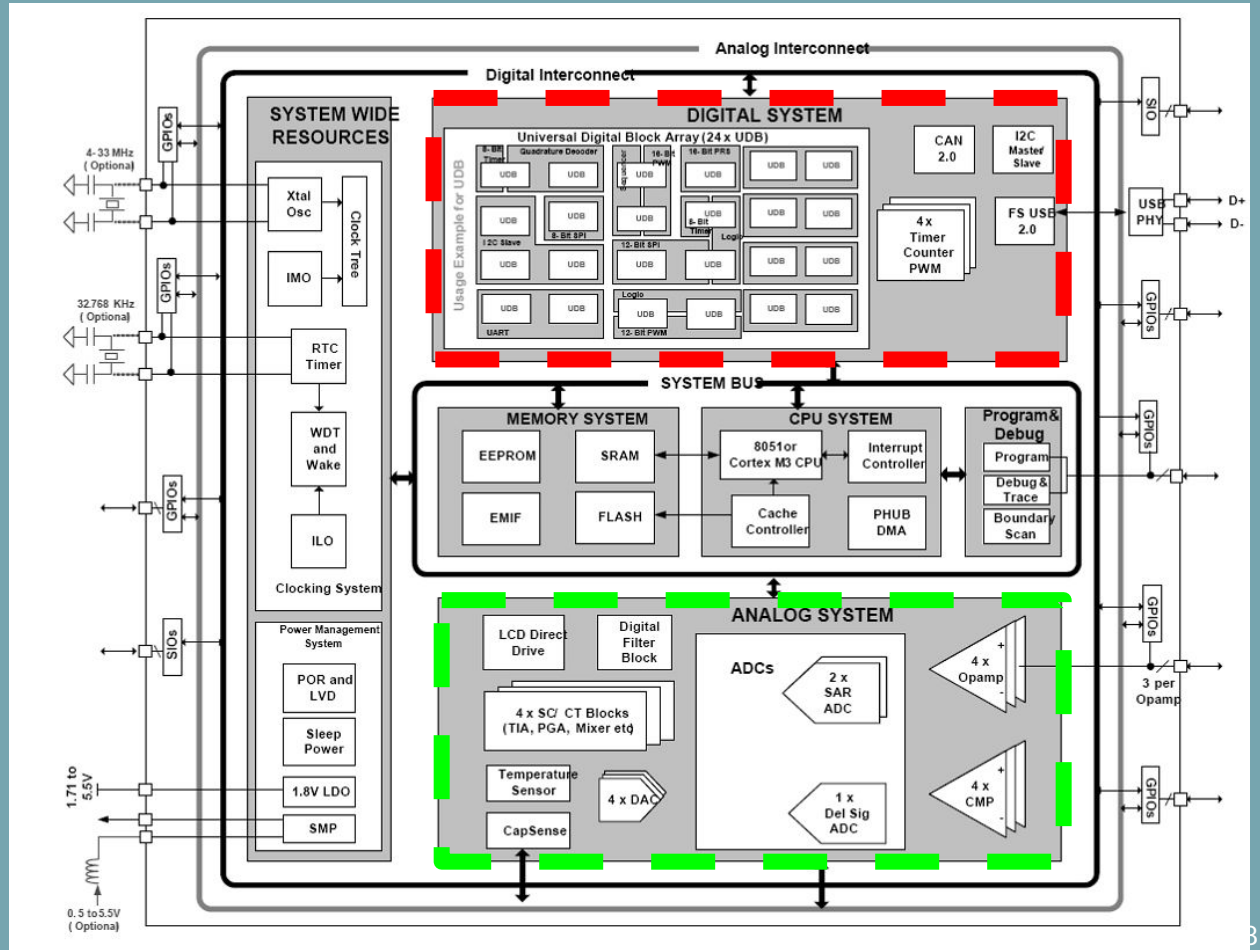 Analog Interconnect
Digital Interconnect
SYSTEM WIDE
RESOURCES
GPIOs
4-33 MHz
( Optional)
Xtal
Osc
Clock Tree
IMO
GPIOs
32.768 KHz
( Optional)
RTC
Timer
WDT
and
Wake
GPIOs
ILO
Clocking System
SIOs
Power Management
System
POR and
LVD
Sleep
Power
1.71 to
5.5V
1.8V LDO
SMP
0. 5 to5.5V
( Optional)
DIGITAL SYSTEM
Universal Digital Block Array (24 x UDB)
Usage Example for UDB
8- Bit
Timer
Quadrature Decoder
Sequencer
16- Bit
PWM
16- Bit PRS
UDB
UDB
UDB
UDB
UDB
UDB
UDB
UDB
UDB
UDB
UDB
UDB
I2C Slave
8- Bit SPI
8- Bit
Timer
Logic
12- Bit SPI
UDB
UDB
UDB
UDB
UDB
UDB
Logic
UDB
UDB
UDB
UDB
UDB
UDB
UART
12- Bit PWM
CAN
2.0
I2C
Master/
Slave
4 x
Timer
Counter
PWM
FS USB
2.0
SIO
USB
PHY
D+
D-
GPIOs
SYSTEM BUS
MEMORY SYSTEM
EEPROM
SRAM
EMIF
FLASH
CPU SYSTEM
8051or
Cortex M3 CPU
Interrupt
Controller
Cache
Controller
PHUB
DMA
Program&
Debug
Program
Debug &
Trace
Boundary
Scan
GPIOs
ANALOG SYSTEM
LCD Direct
Drive
Digital
Filter
Block
4 x SC/ CT Blocks
(TIA, PGA, Mixer etc)
Temperature
Sensor
4 x DAC
CapSense
ADCs
2 x
SAR
ADC
1 x
Del Sig
ADC
+
4 x
Opamp
-
+
4 x
CMP
-
GPIOs
3 per
Opamp
GPIOs